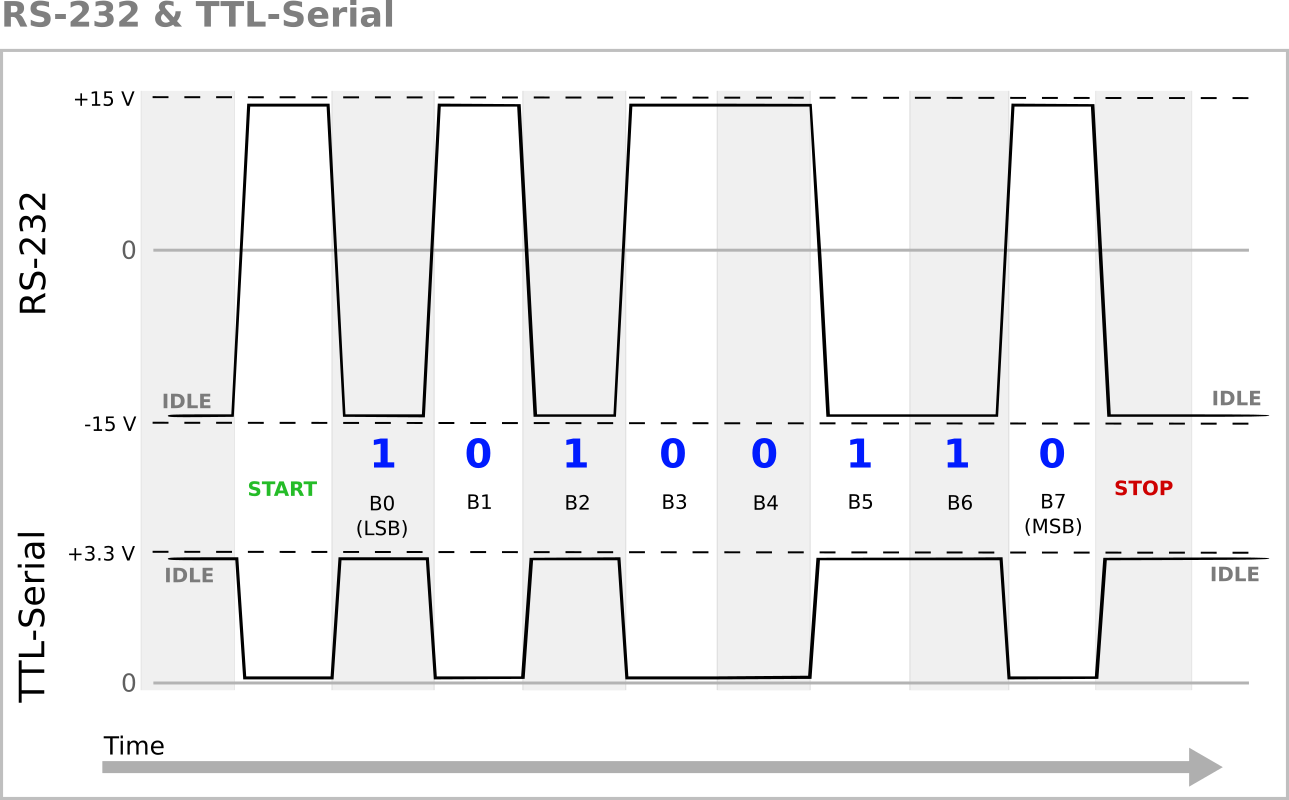 RS-232 & TTL-Serial
+15 V
RS-232
0
IDLE
IDLE
-15 V
1 0 1 0 0 1 1 0
START
B0 B1 B2 B3 B4 B5 B6 B7
STOP
(LSB) (MSB)
+3.3 V
IDLE
IDLE
TTL-Serial
0
Time